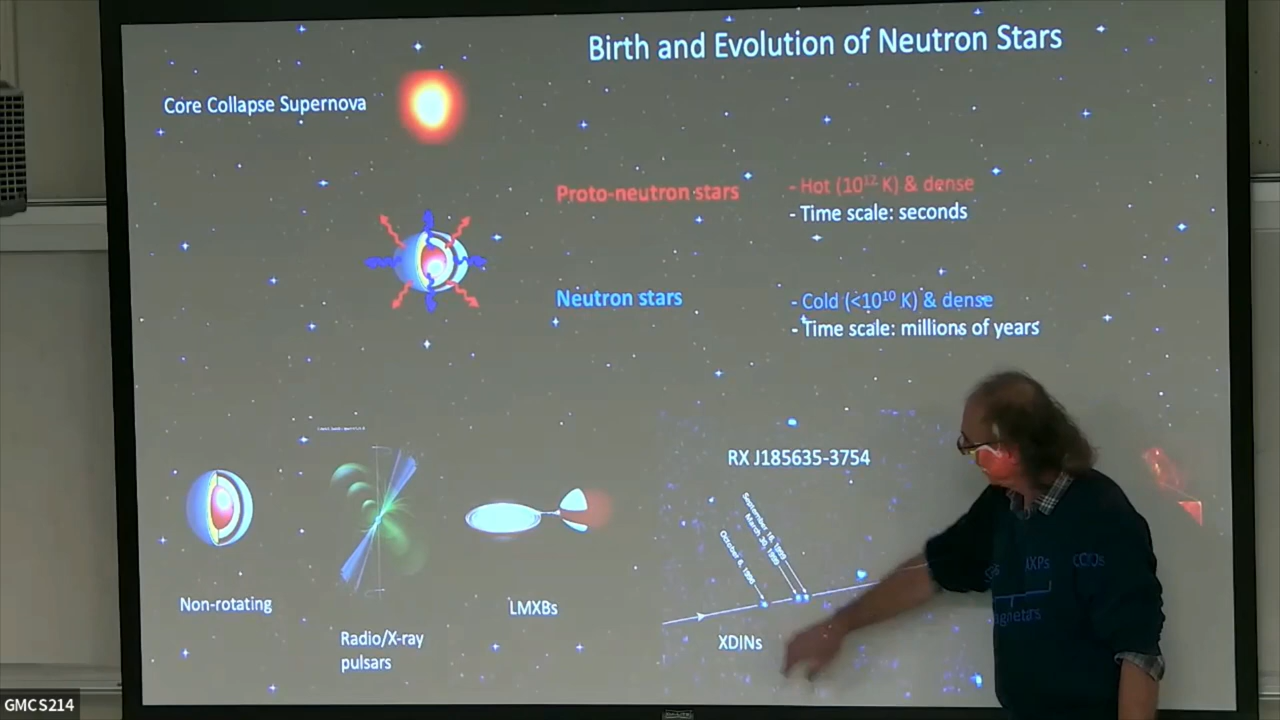 Birth and Evolution of Neutron Stars
Core Collapse Supernova
Proto-neutron stars
- Hot (10¹² K) & dense
- Time scale: seconds
Neutron stars
- Cold (<10¹⁰ K) & dense
- Time scale: millions of years
RX J185635-3754
Non-rotating
Radio/X-ray
pulsars
LMXBs
XDINs
AXPs
CCOs
GMCS214